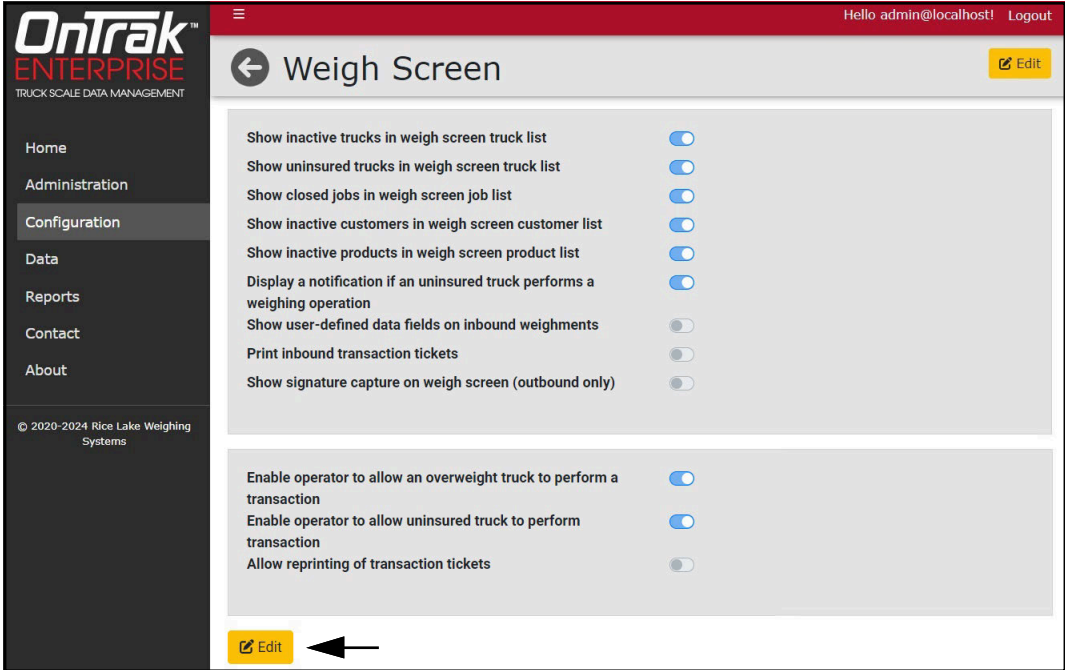 OnTrak™
ENTERPRISE
TRUCK SCALE DATA MANAGEMENT
Home
Administration
Configuration
Data
Reports
Contact
About
© 2020-2024 Rice Lake Weighing
Systems
Hello admin@localhost! Logout
Weigh Screen
Edit
Show inactive trucks in weigh screen truck list
Show uninsured trucks in weigh screen truck list
Show closed jobs in weigh screen job list
Show inactive customers in weigh screen customer list
Show inactive products in weigh screen product list
Display a notification if an uninsured truck performs a
weighing operation
Show user-defined data fields on inbound weighments
Print inbound transaction tickets
Show signature capture on weigh screen (outbound only)
Enable operator to allow an overweight truck to perform a
transaction
Enable operator to allow uninsured truck to perform
transaction
Allow reprinting of transaction tickets
Edit